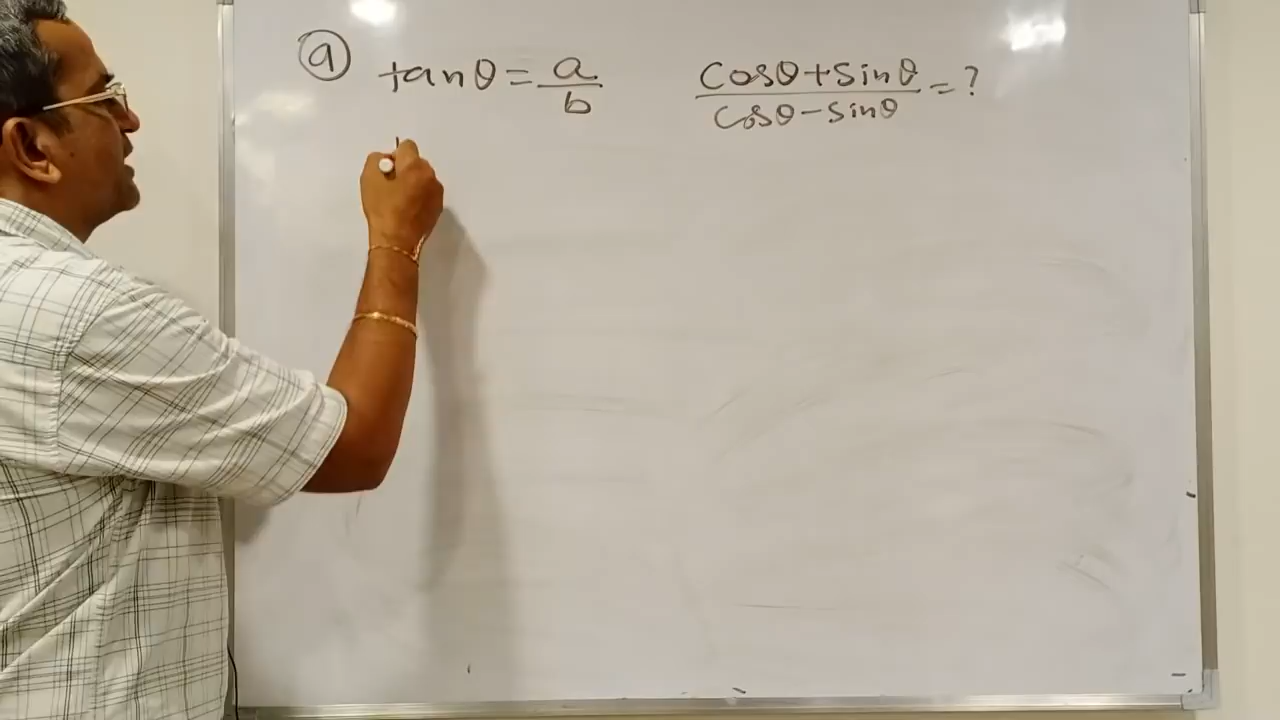 ⑨ tanθ = a/b    (cosθ + sinθ)/(cosθ - sinθ) = ?